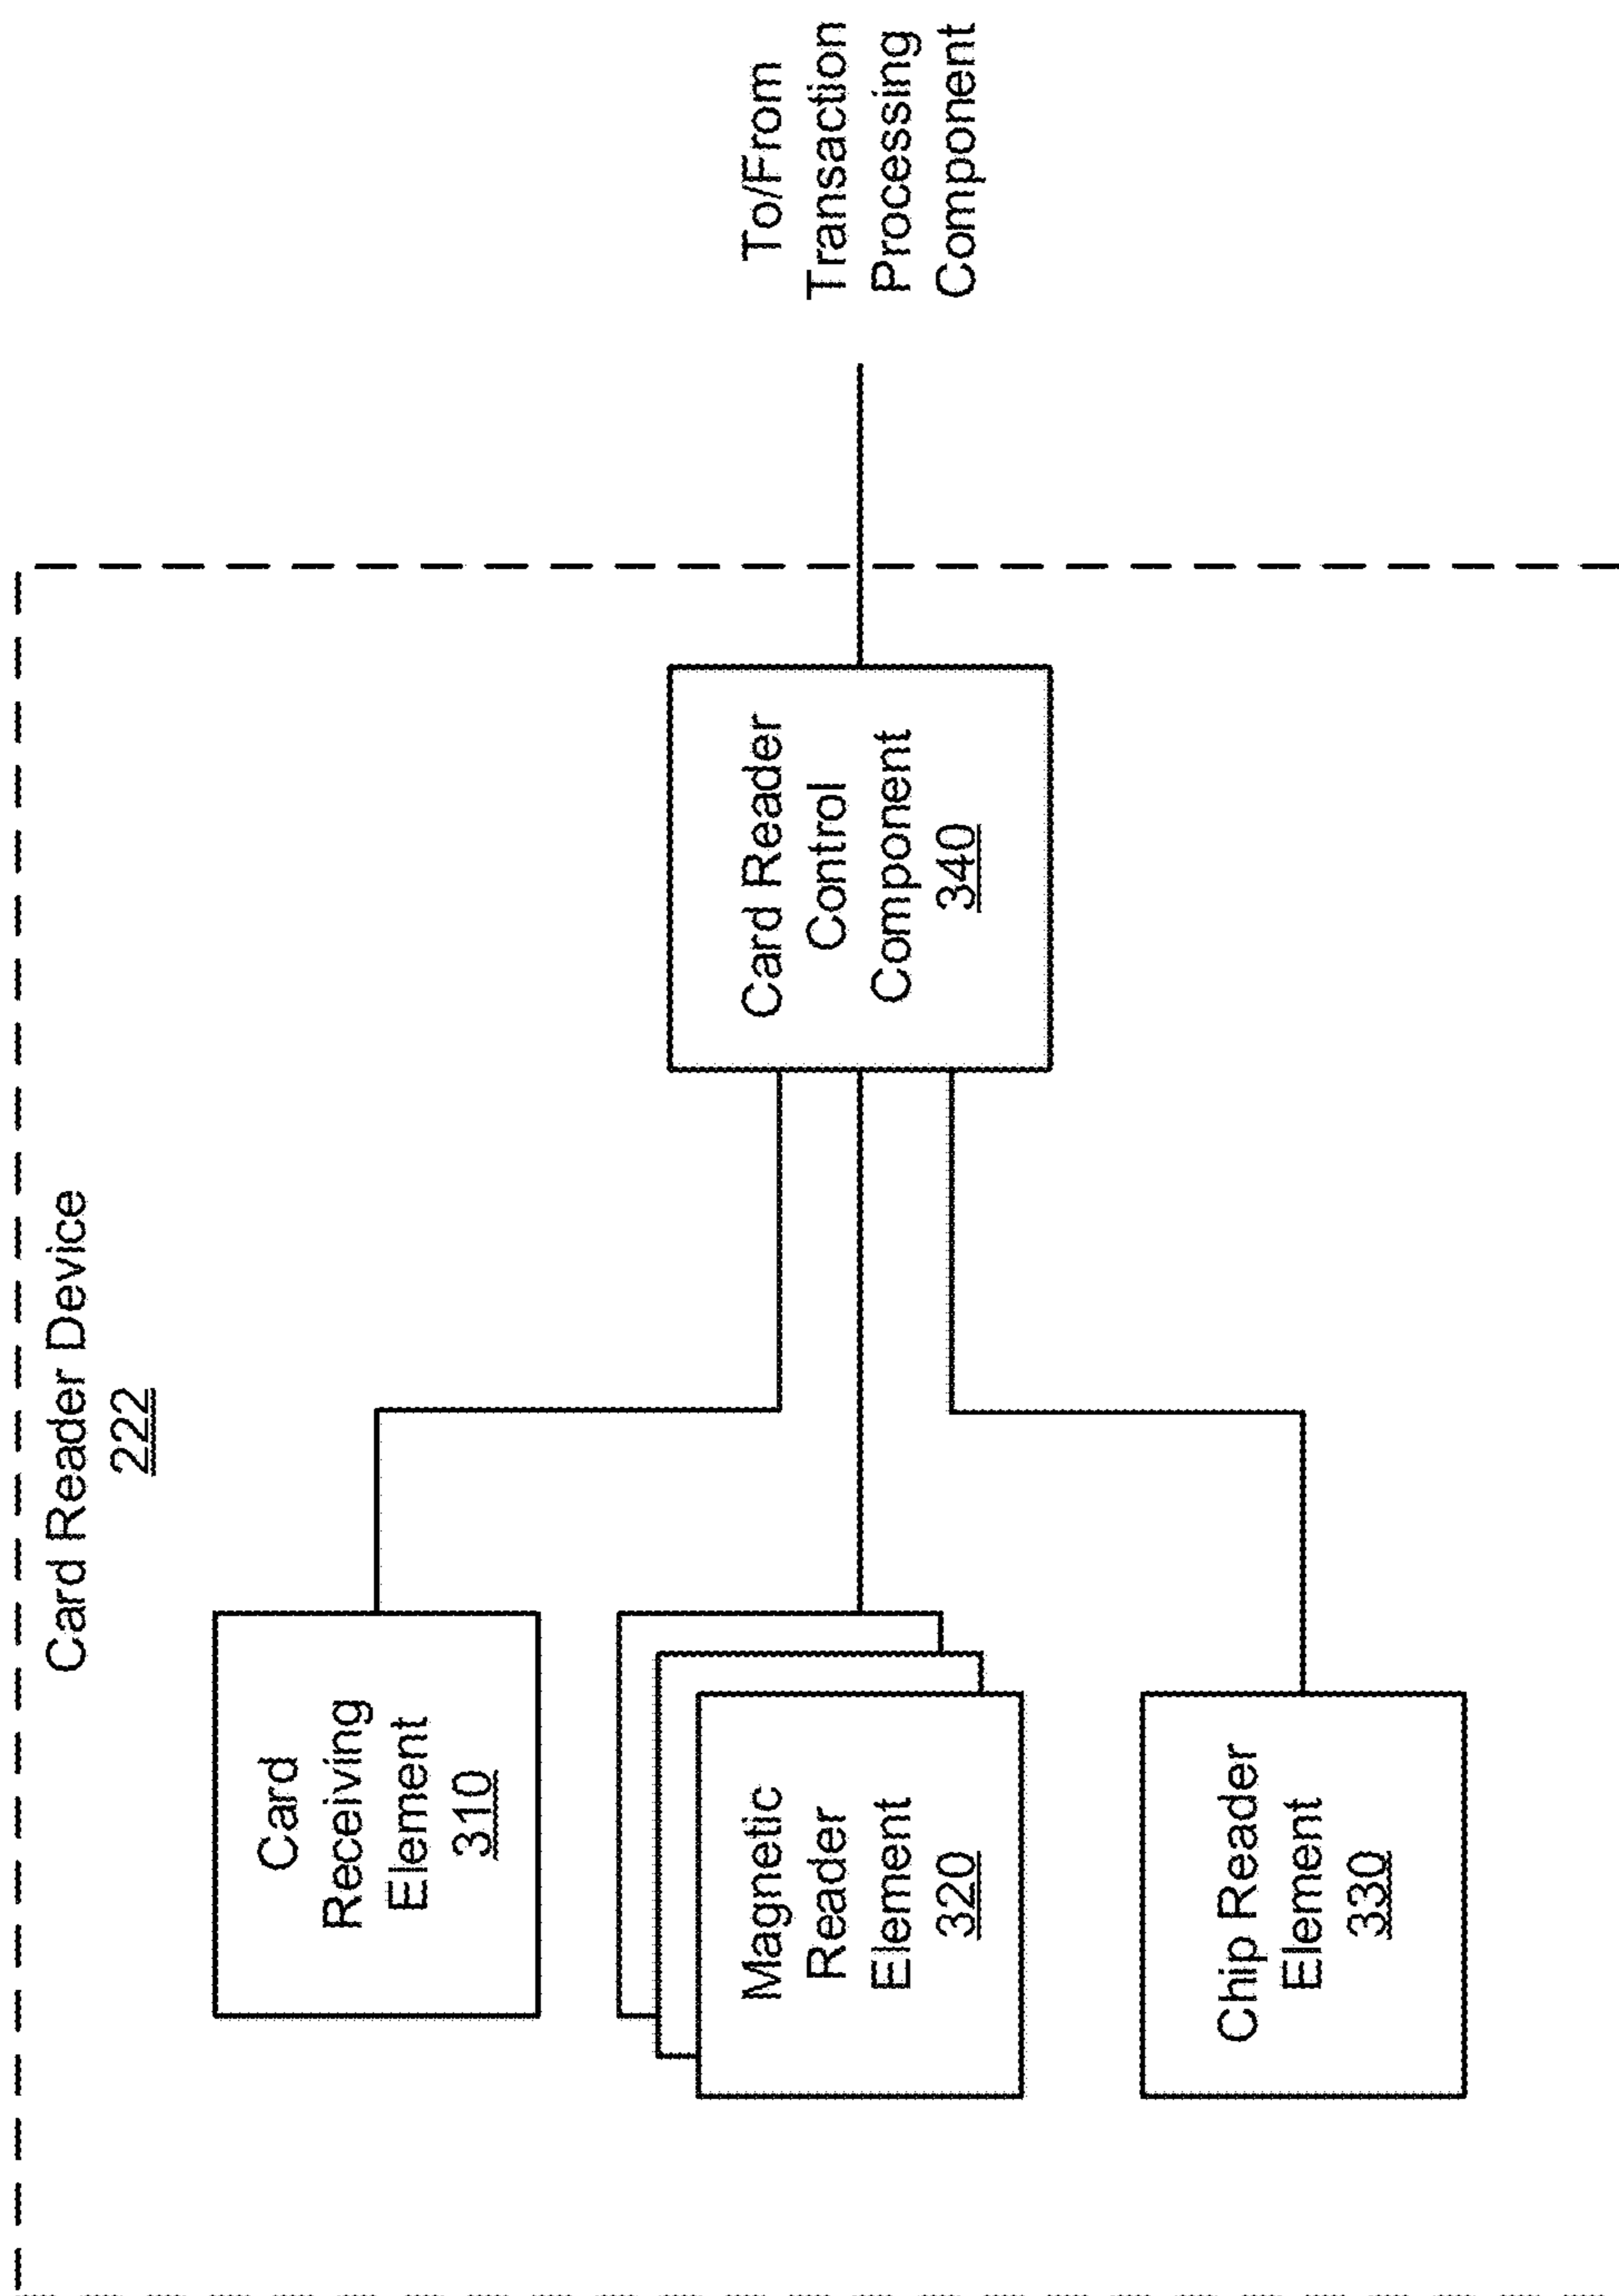 Card Reader Device
222
Card
Receiving
Element
310
Magnetic
Reader
Element
320
Chip Reader
Element
330
Card Reader
Control
Component
340
To/From
Transaction
Processing
Component